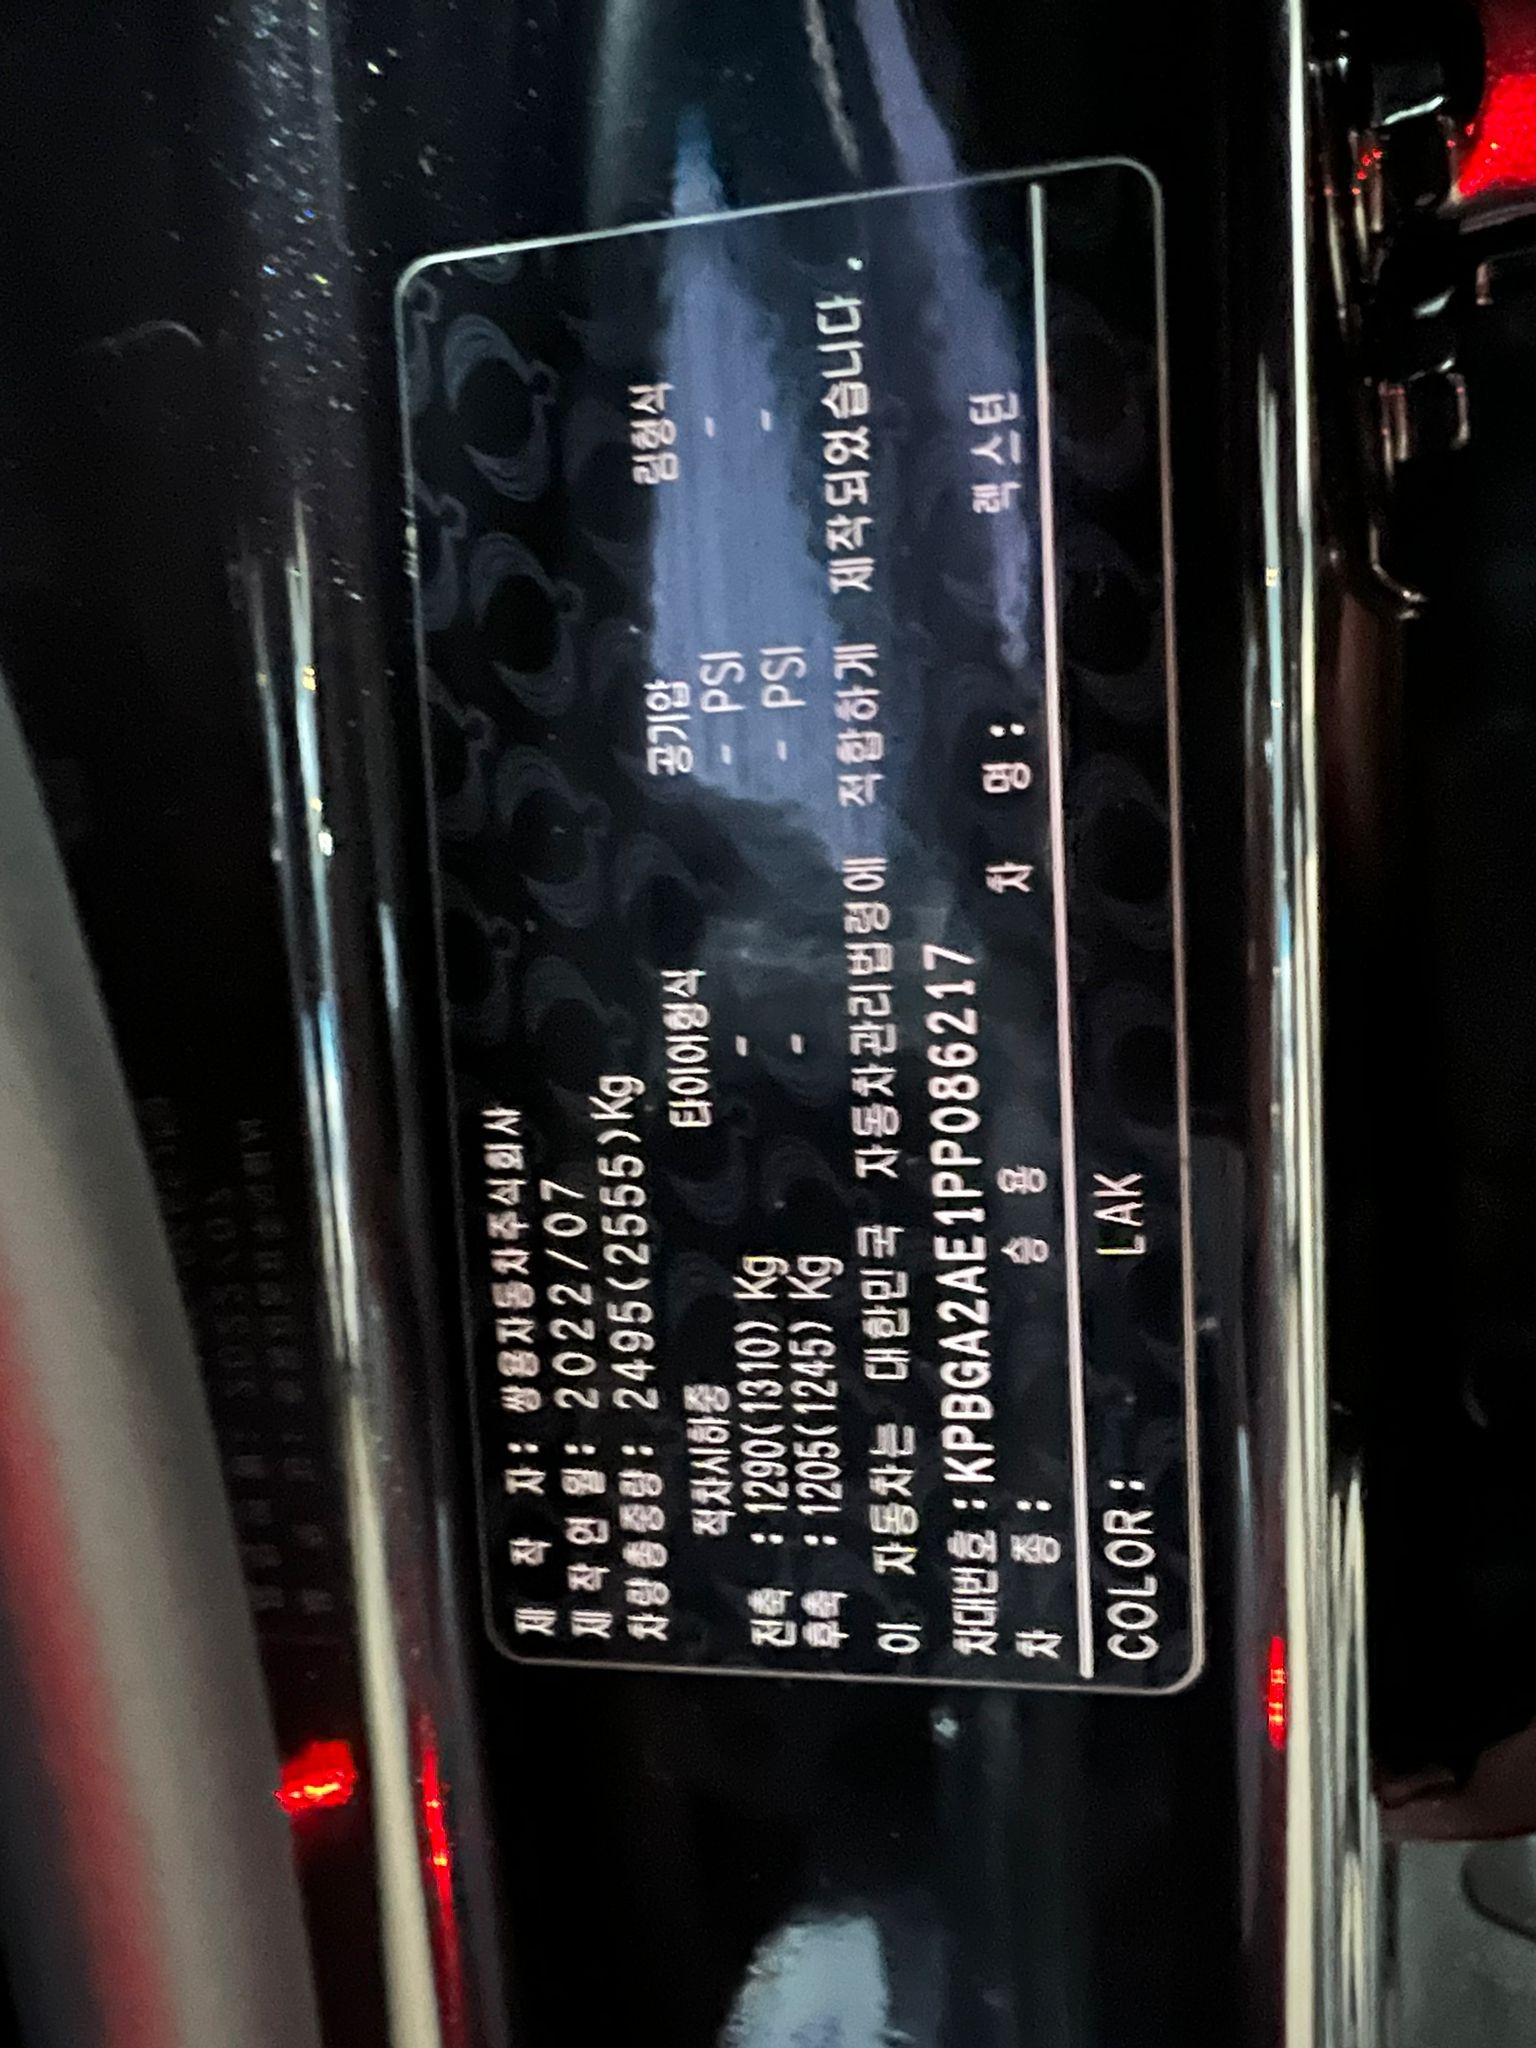 제 작 자: 쌍용자동차주식회사
제 작 연 월: 2022/07
차량총중량: 2495(2555)Kg
적차시하중 타이어형식 공기압 림형식
전축 :1290(1310) Kg - - PSI -
후축 :1205(1245) Kg - - PSI -
이 자동차는 대한민국 자동차관리법령에 적합하게 제작되었습니다.
차대번호:KPBGA2AE1PP086217
차 종: 승 용 차 명: 렉스턴
COLOR: LAK